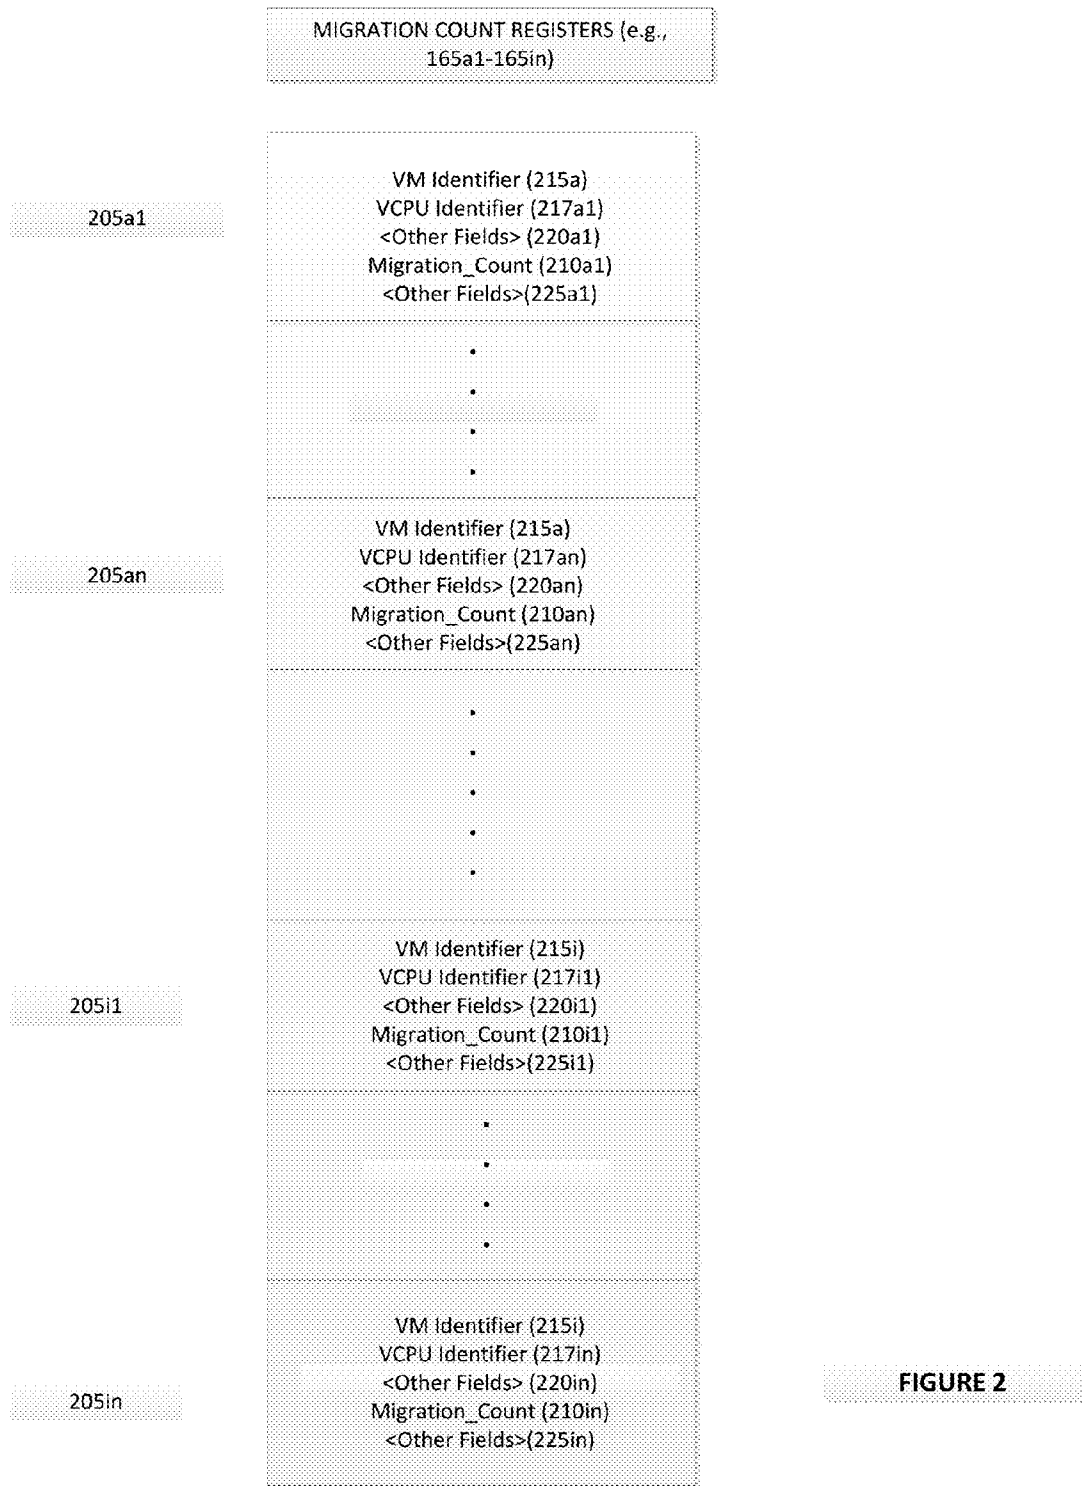 MIGRATION COUNT REGISTERS (e.g.,
165a1-165in)
205a1
VM Identifier (215a)
VCPU Identifier (217a1)
<Other Fields> (220a1)
Migration_Count (210a1)
<Other Fields>(225a1)
205an
VM Identifier (215a)
VCPU Identifier (217an)
<Other Fields> (220an)
Migration_Count (210an)
<Other Fields>(225an)
205i1
VM Identifier (215i)
VCPU Identifier (217i1)
<Other Fields> (220i1)
Migration_Count (210i1)
<Other Fields>(225i1)
205in
VM Identifier (215i)
VCPU Identifier (217in)
<Other Fields> (220in)
Migration_Count (210in)
<Other Fields>(225in)
FIGURE 2